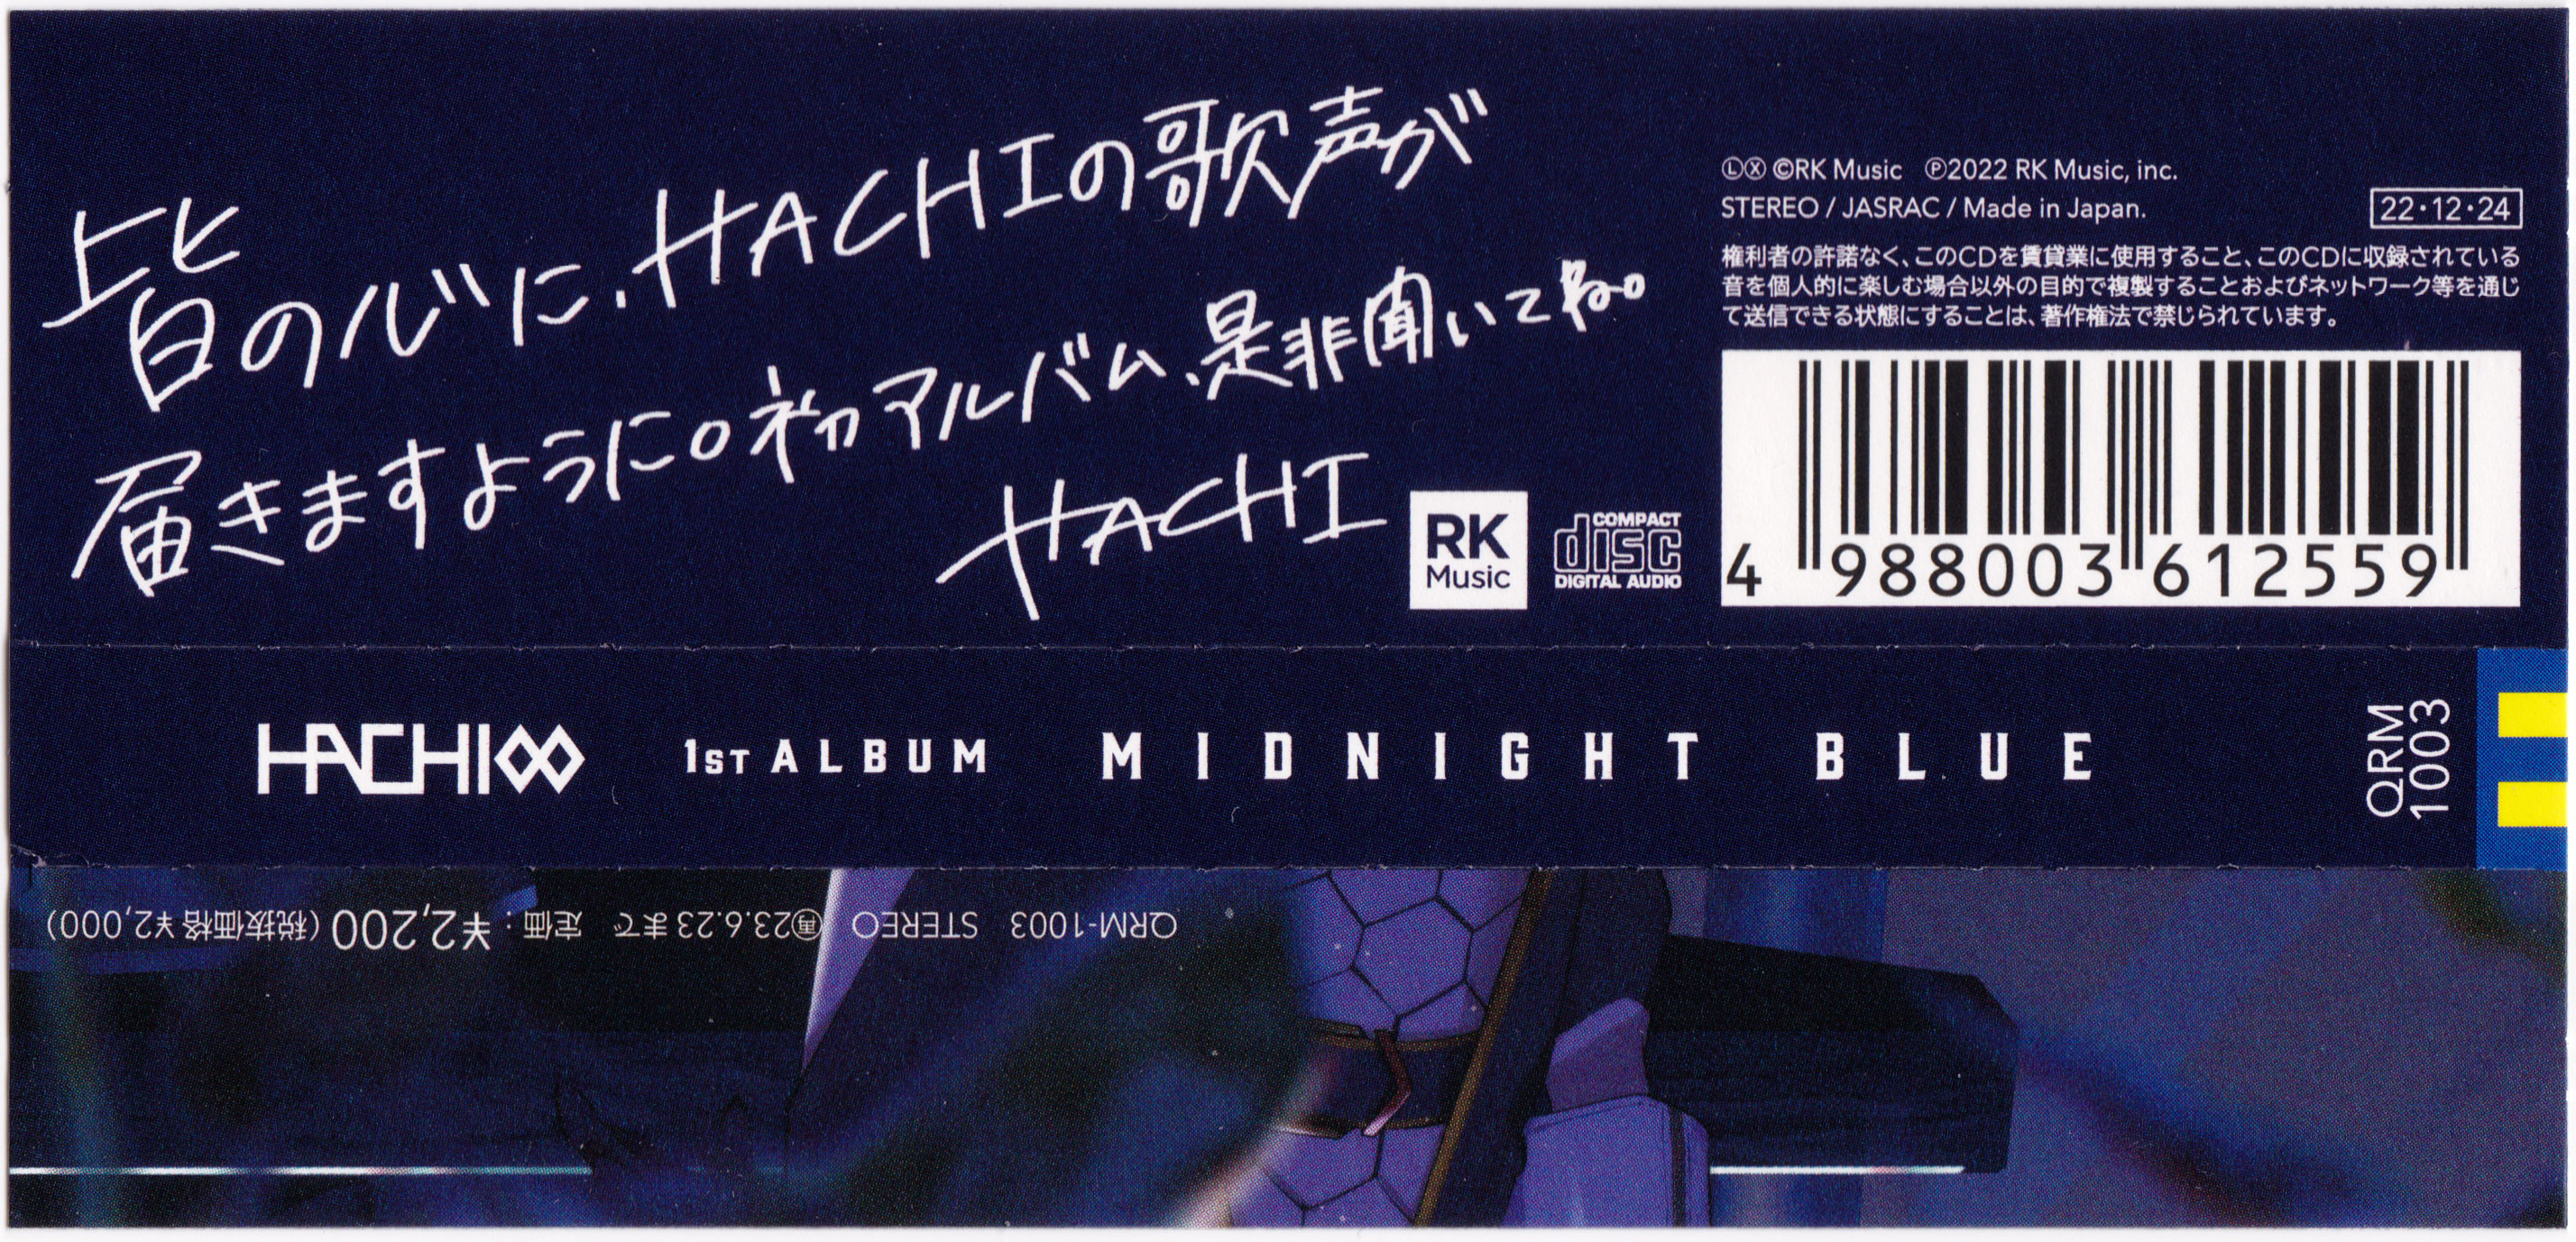 皆の心に、HACHIの歌声が
届きますように。初アルバム、是非聞いてね。
HACHI
RK
Music
COMPACT
disc
DIGITAL AUDIO
ⓁⓍ ©RK Music ℗2022 RK Music, inc.
STEREO / JASRAC / Made in Japan.
22・12・24
権利者の許諾なく、このCDを賃貸業に使用すること、このCDに収録されている
音を個人的に楽しむ場合以外の目的で複製することおよびネットワーク等を通じ
て送信できる状態にすることは、著作権法で禁じられています。
4 988003 612559
HACHI
1ST ALBUM MIDNIGHT BLUE
QRM
1003
QRM-1003 STEREO ㊢23.6.23まで 定価：¥2,200（税抜価格 ¥2,000）